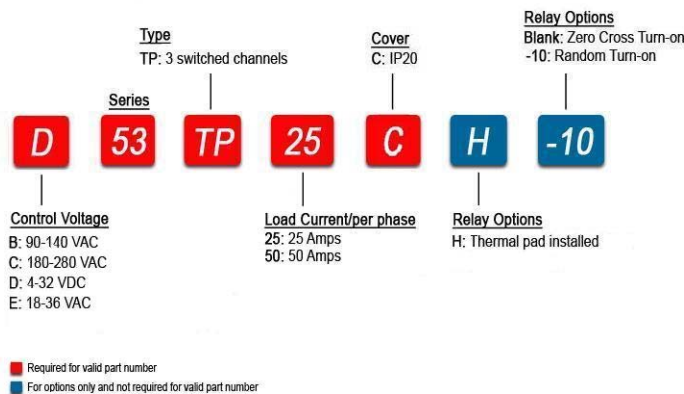 Relay Options
Blank: Zero Cross Turn-on
-10: Random Turn-on
Type
TP: 3 switched channels
Cover
C: IP20
Series
D 53 TP 25 C H -10
Control Voltage
B: 90-140 VAC
C: 180-280 VAC
D: 4-32 VDC
E: 18-36 VAC
Load Current/per phase
25: 25 Amps
50: 50 Amps
Relay Options
H: Thermal pad installed
Required for valid part number
For options only and not required for valid part number